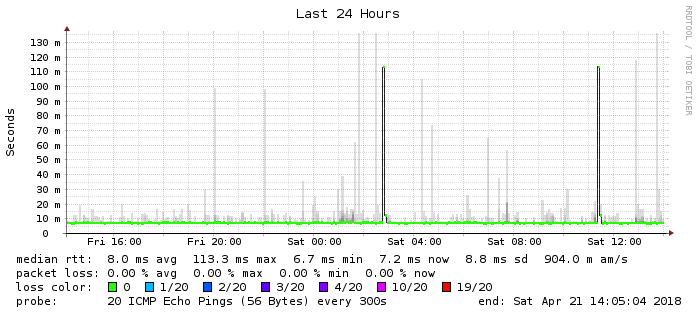 Last 24 Hours
RRDTOOL / TOBI OETIKER
Seconds
130 m
120 m
110 m
100 m
90 m
80 m
70 m
60 m
50 m
40 m
30 m
20 m
10 m
0
Fri 16:00 Fri 20:00 Sat 00:00 Sat 04:00 Sat 08:00 Sat 12:00
median rtt: 8.0 ms avg 113.3 ms max 6.7 ms min 7.2 ms now 8.8 ms sd 904.0 m am/s
packet loss: 0.00 % avg 0.00 % max 0.00 % min 0.00 % now
loss color: 0 1/20 2/20 3/20 4/20 10/20 19/20
probe: 20 ICMP Echo Pings (56 Bytes) every 300s end: Sat Apr 21 14:05:04 2018